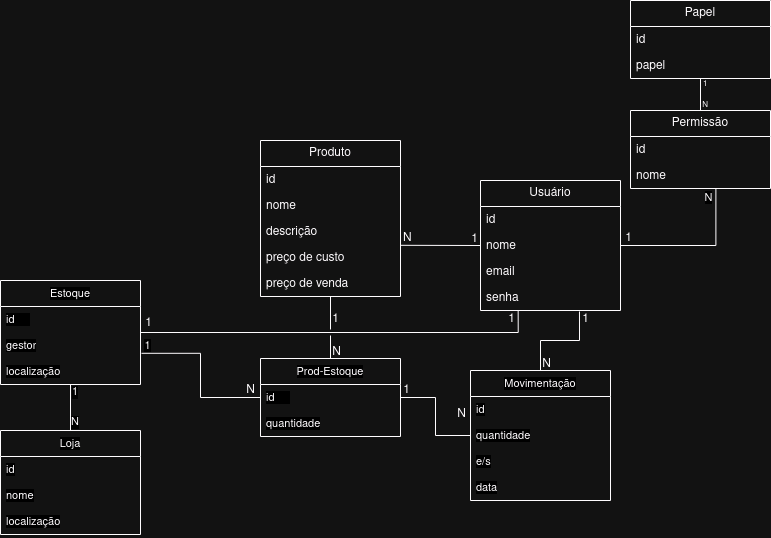 Papel
id
papel
1
N
Permissão
id
nome
N
Produto
id
nome
descrição
preço de custo
preço de venda
N
1
Usuário
id
nome
email
senha
1
1
1
Estoque
id
gestor
localização
1
1
1
N
Loja
id
nome
localização
1
N
Prod-Estoque
id
quantidade
N
1
N
N
Movimentação
id
quantidade
e/s
data